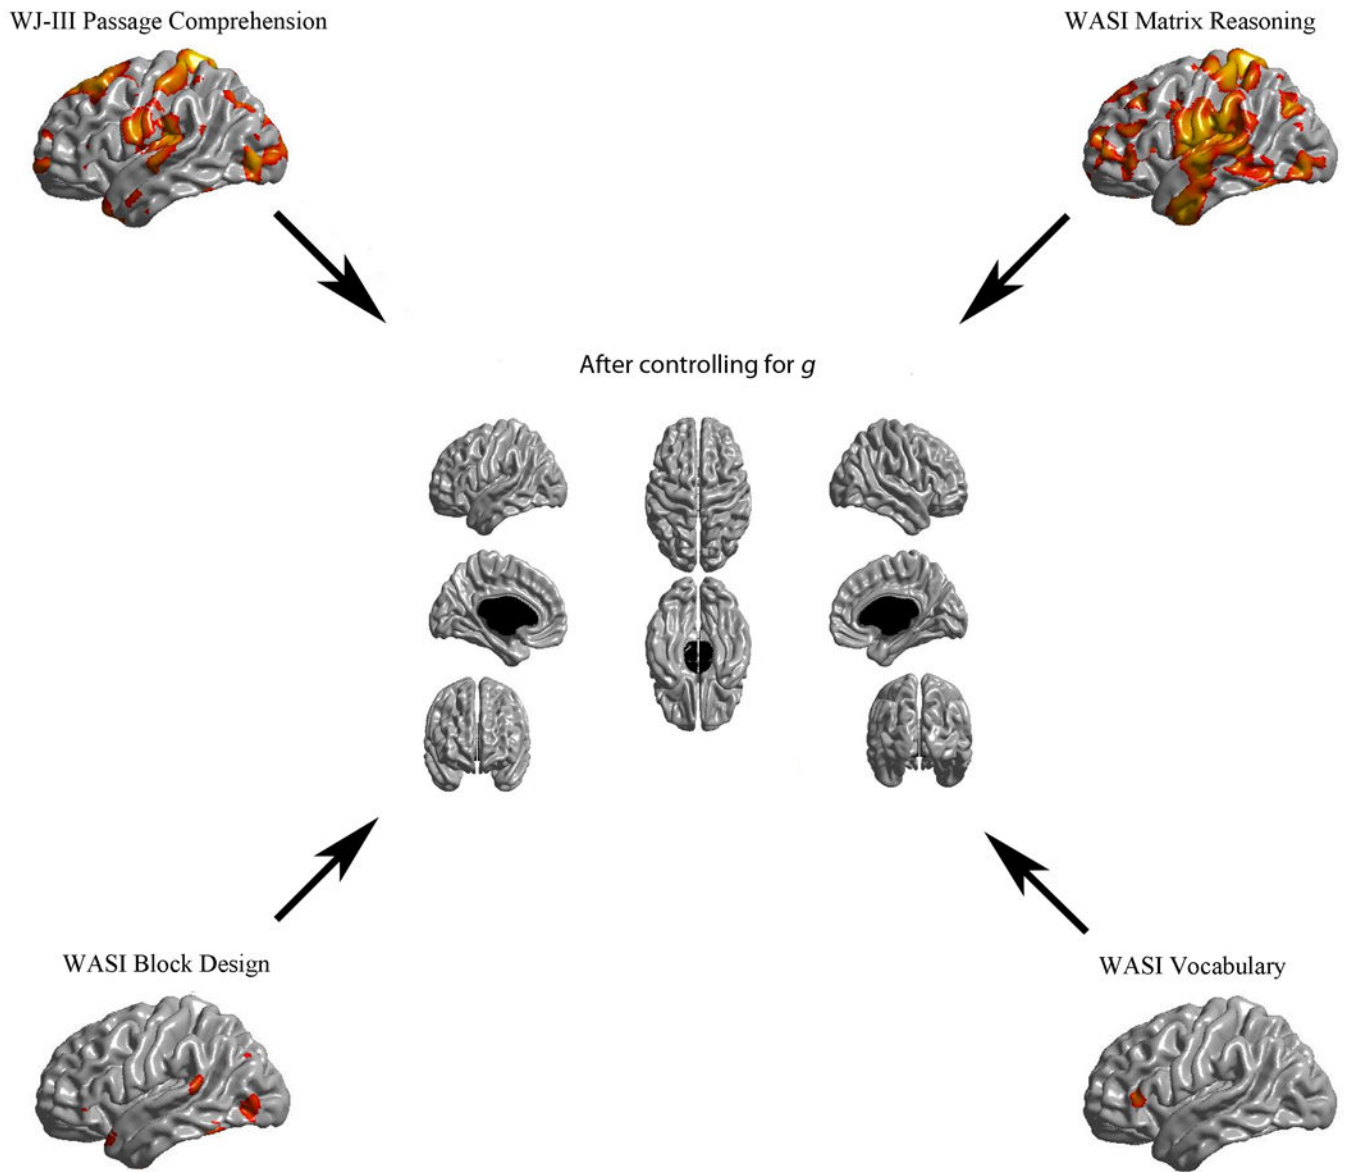 WJ-III Passage Comprehension
WASI Matrix Reasoning
After controlling for g
WASI Block Design
WASI Vocabulary